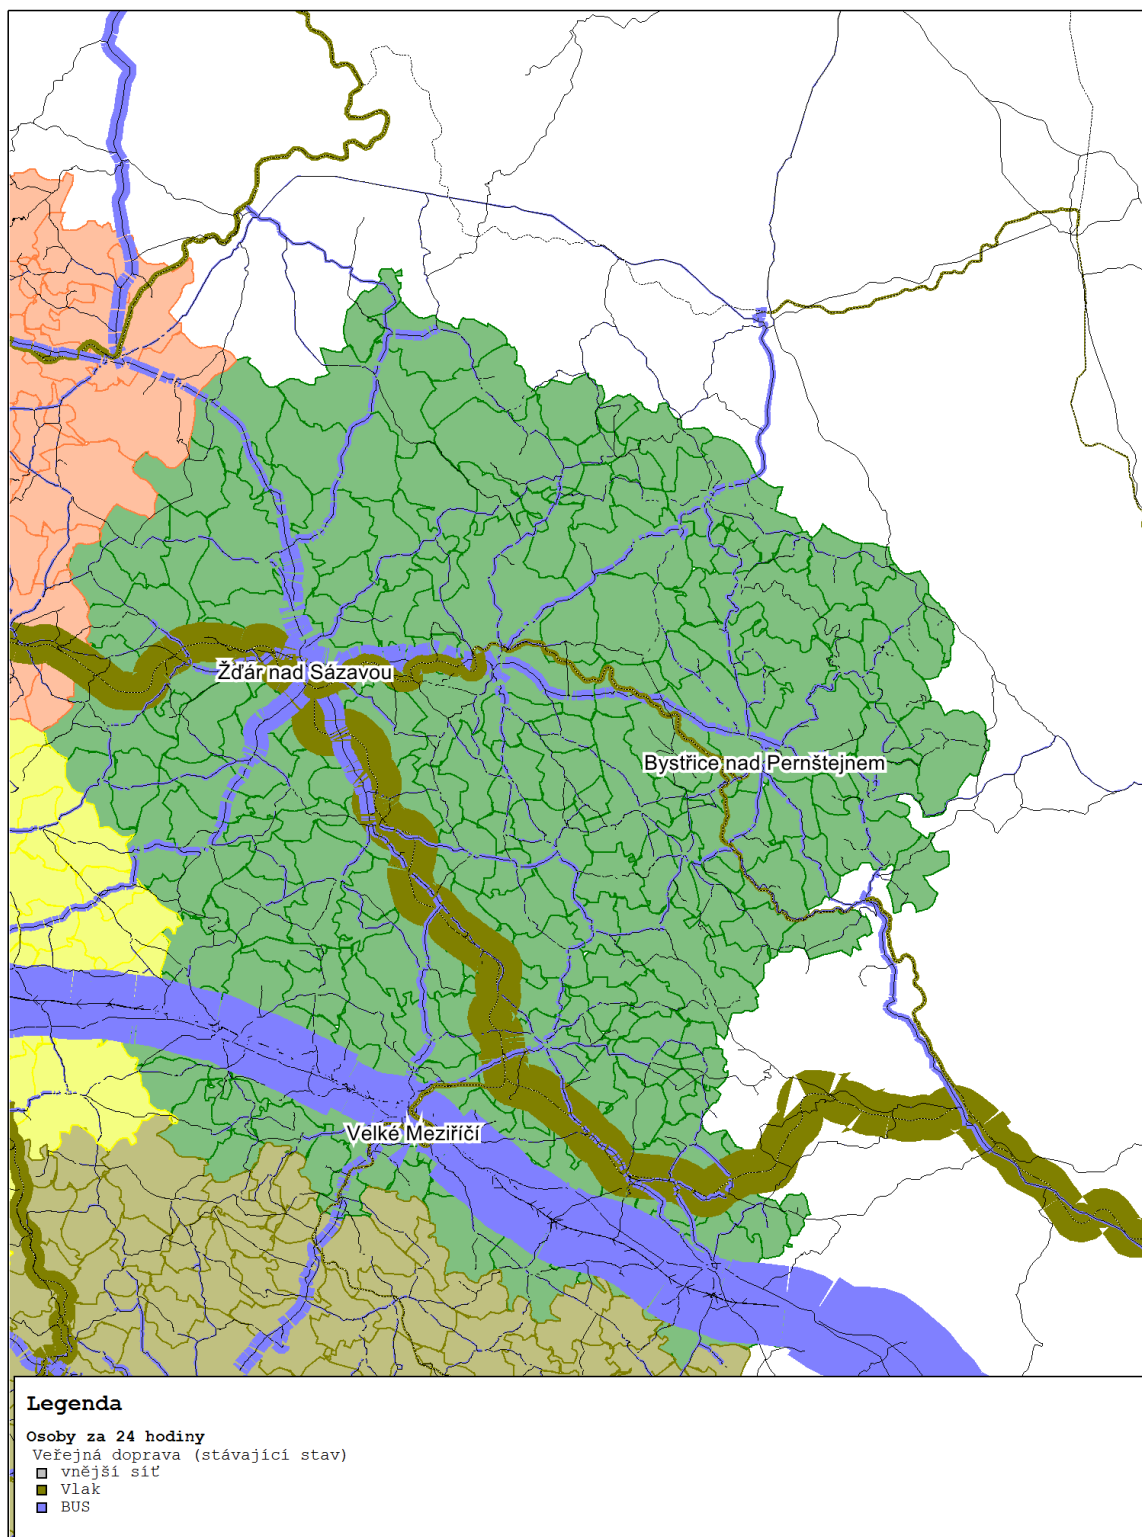 Žďár nad Sázavou
Bystřice nad Pernštejnem
Velké Meziříčí
Legenda
Osoby za 24 hodiny
Veřejná doprava (stávající stav)
vnější síť
Vlak
BUS